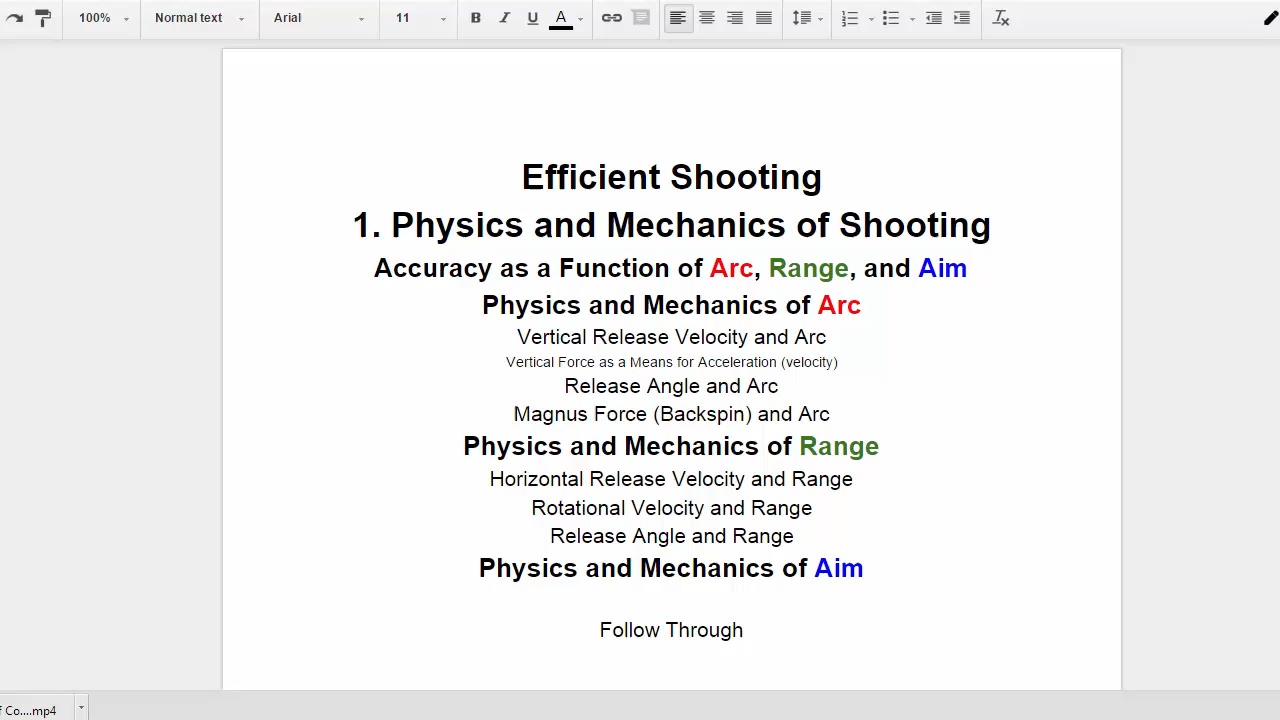 100% Normal text Arial 11 B I U A
Efficient Shooting
1. Physics and Mechanics of Shooting
Accuracy as a Function of Arc, Range, and Aim
Physics and Mechanics of Arc
Vertical Release Velocity and Arc
Vertical Force as a Means for Acceleration (velocity)
Release Angle and Arc
Magnus Force (Backspin) and Arc
Physics and Mechanics of Range
Horizontal Release Velocity and Range
Rotational Velocity and Range
Release Angle and Range
Physics and Mechanics of Aim
Follow Through
f Co....mp4